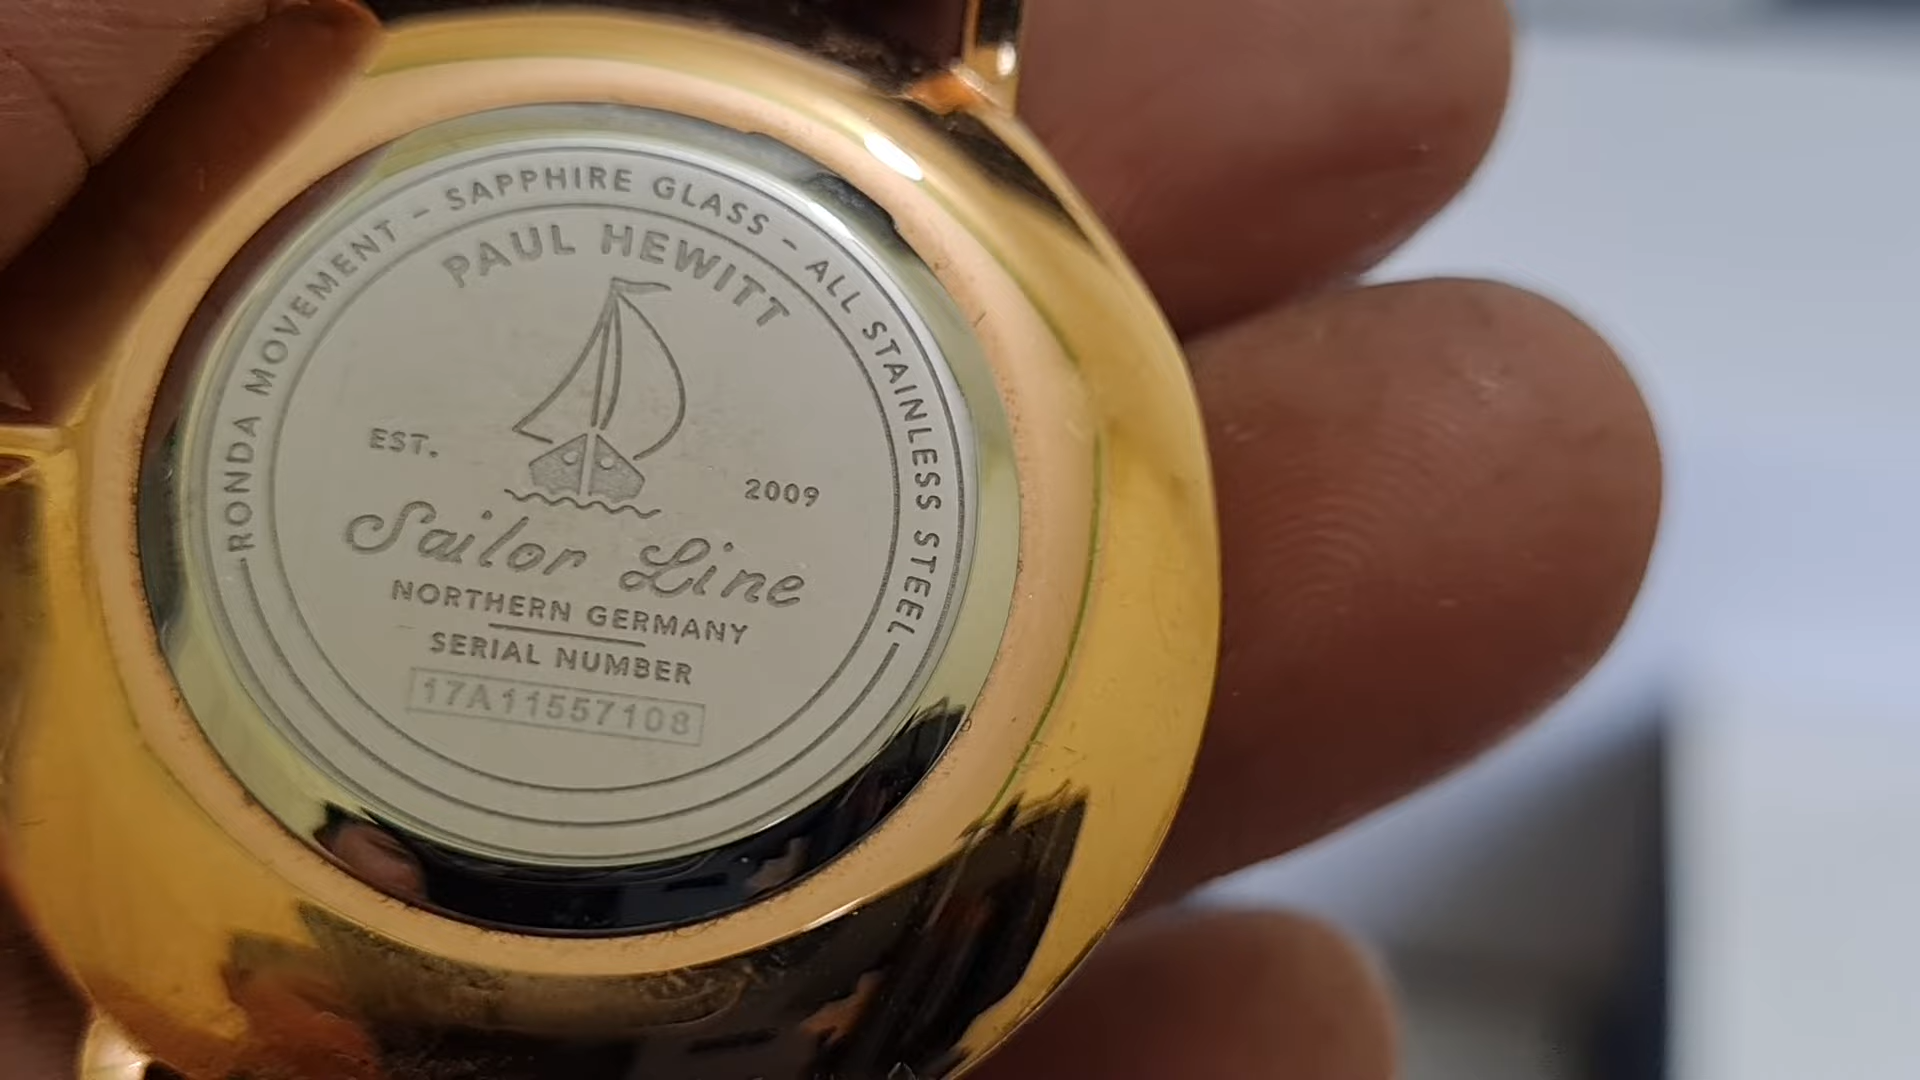 RONDA MOVEMENT – SAPPHIRE GLASS – ALL STAINLESS STEEL
PAUL HEWITT
EST. 2009
Sailor Line
NORTHERN GERMANY
SERIAL NUMBER
17A11557108